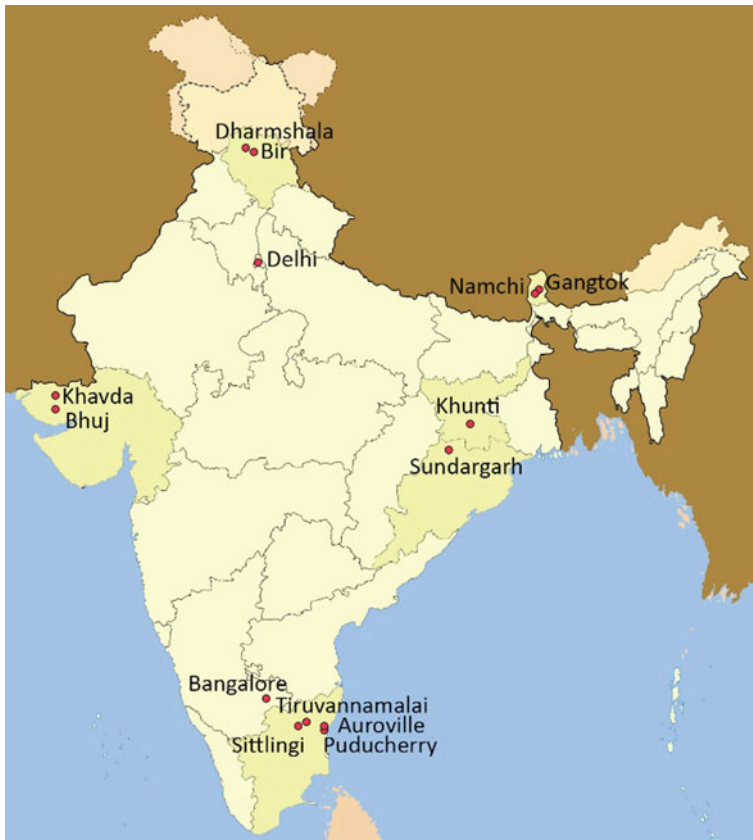 Dharmshala
Bir
Delhi
Namchi
Gangtok
Khavda
Bhuj
Khunti
Sundargarh
Bangalore
Tiruvannamalai
Auroville
Sittlingi
Puducherry